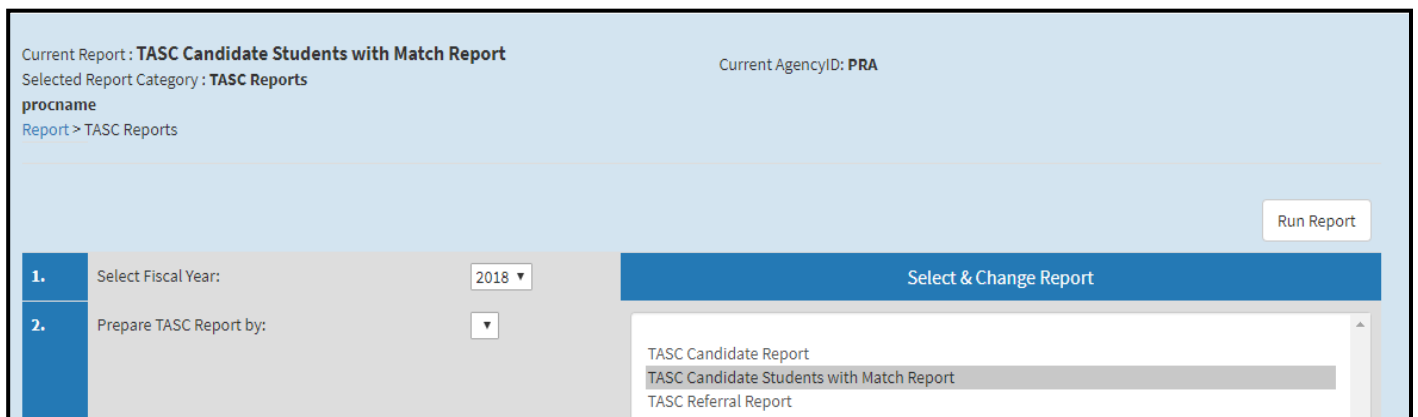 Current Report : TASC Candidate Students with Match Report
Current AgencyID: PRA
Selected Report Category : TASC Reports
procname
Report > TASC Reports
Run Report
1. Select Fiscal Year: 2018
Select & Change Report
2. Prepare TASC Report by:
TASC Candidate Report
TASC Candidate Students with Match Report
TASC Referral Report